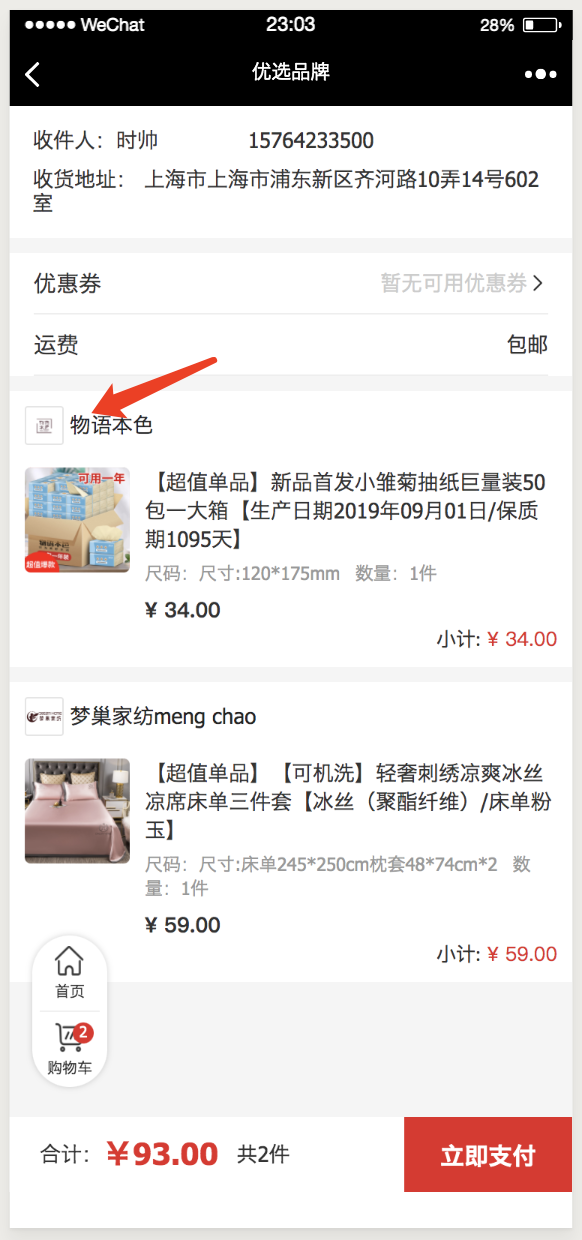 WeChat 23:03 28%
优选品牌
收件人：时帅 15764233500
收货地址： 上海市上海市浦东新区齐河路10弄14号602
室
优惠券 暂无可用优惠券
运费 包邮
物语本色
可用一年
超值爆款
【超值单品】新品首发小雏菊抽纸巨量装50
包一大箱【生产日期2019年09月01日/保质
期1095天】
尺码：尺寸:120*175mm 数量：1件
¥ 34.00
小计: ¥ 34.00
梦巢家纺meng chao
【超值单品】【可机洗】轻奢刺绣凉爽冰丝
凉席床单三件套【冰丝（聚酯纤维）/床单粉
玉】
尺码：尺寸:床单245*250cm枕套48*74cm*2 数
量：1件
¥ 59.00
小计: ¥ 59.00
首页
2
购物车
合计： ¥93.00 共2件
立即支付